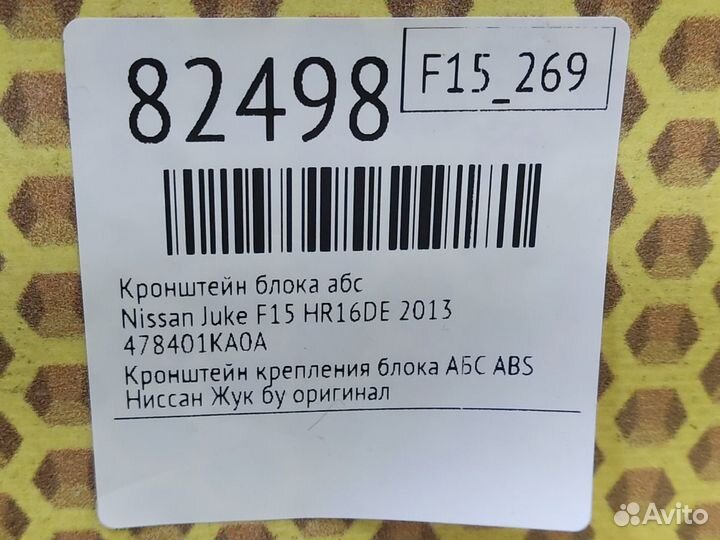 82498
F15_269
Кронштейн блока абс
Nissan Juke F15 HR16DE 2013
478401KA0A
Кронштейн крепления блока АБС ABS
Ниссан Жук бу оригинал
Avito